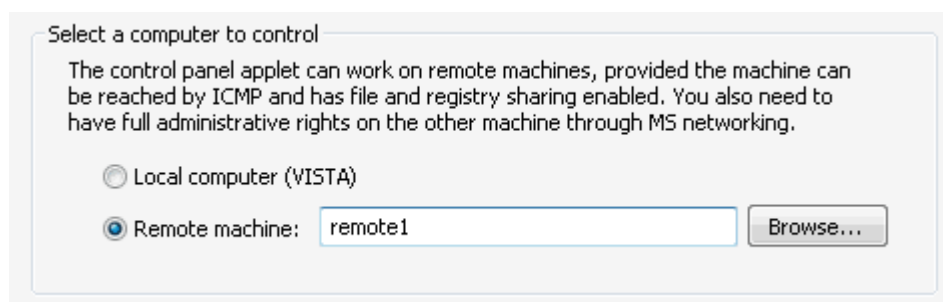 Select a computer to control
The control panel applet can work on remote machines, provided the machine can
be reached by ICMP and has file and registry sharing enabled. You also need to
have full administrative rights on the other machine through MS networking.
Local computer (VISTA)
Remote machine: remote1 Browse...